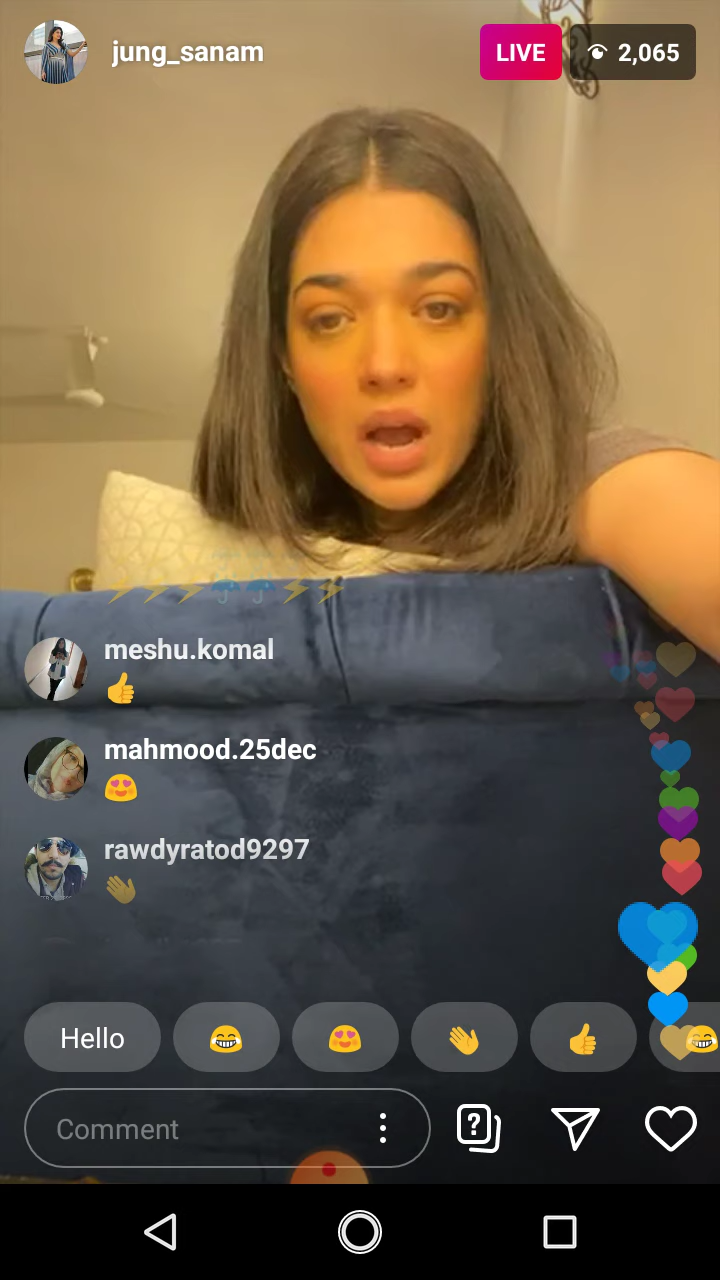 jung_sanam
LIVE 2,065
⚡⚡⚡☔☔⚡⚡
meshu.komal
👍
mahmood.25dec
😍
rawdyratod9297
👋
Hello 😂 😍 👋 👍 😂
Comment
?